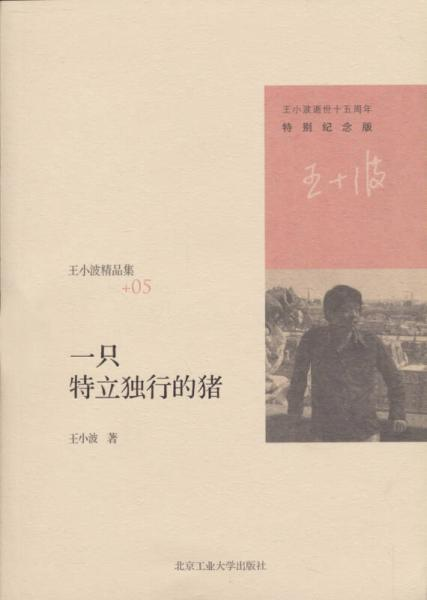 王小波逝世十五周年
特别纪念版
王小波
王小波精品集
+05
一只
特立独行的猪
王小波 著
北京工业大学出版社